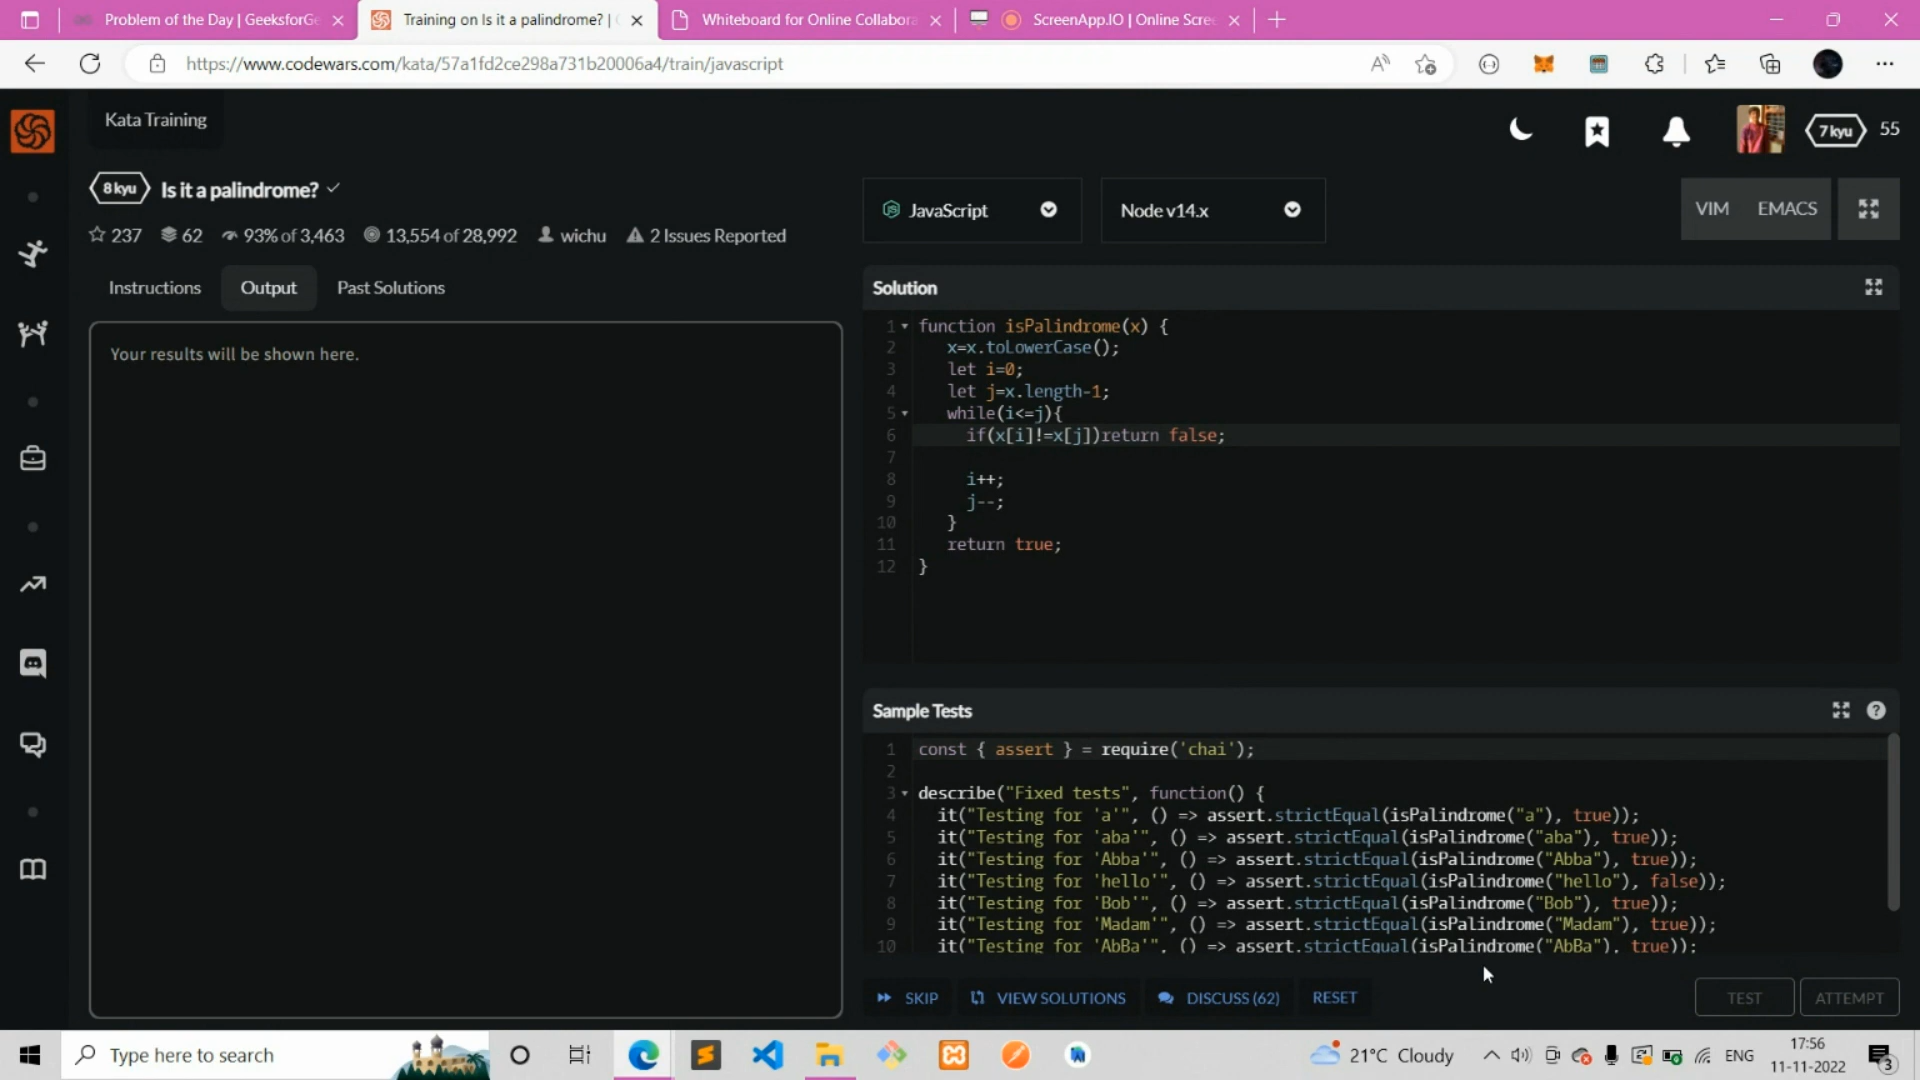 Problem of the Day | GeeksforGe
Training on Is it a palindrome? |
Whiteboard for Online Collabora
ScreenApp.IO | Online Scre
https://www.codewars.com/kata/57a1fd2ce298a731b20006a4/train/javascript
Kata Training
7 kyu 55
8 kyu Is it a palindrome?
237 62 93% of 3,463 13,554 of 28,992 wichu 2 Issues Reported
JavaScript
Node v14.x
VIM EMACS
Instructions Output Past Solutions
Your results will be shown here.
Solution
1 function isPalindrome(x) {
2 x=x.toLowerCase();
3 let i=0;
4 let j=x.length-1;
5 while(i<=j){
6 if(x[i]!=x[j])return false;
7
8 i++;
9 j--;
10 }
11 return true;
12 }
Sample Tests
1 const { assert } = require('chai');
2
3 describe("Fixed tests", function() {
4 it("Testing for 'a'", () => assert.strictEqual(isPalindrome("a"), true));
5 it("Testing for 'aba'", () => assert.strictEqual(isPalindrome("aba"), true));
6 it("Testing for 'Abba'", () => assert.strictEqual(isPalindrome("Abba"), true));
7 it("Testing for 'hello'", () => assert.strictEqual(isPalindrome("hello"), false));
8 it("Testing for 'Bob'", () => assert.strictEqual(isPalindrome("Bob"), true));
9 it("Testing for 'Madam'", () => assert.strictEqual(isPalindrome("Madam"), true));
10 it("Testing for 'AbBa'", () => assert.strictEqual(isPalindrome("AbBa"), true));
SKIP VIEW SOLUTIONS DISCUSS (62) RESET TEST ATTEMPT
Type here to search
21°C Cloudy
ENG
17:56
11-11-2022
3